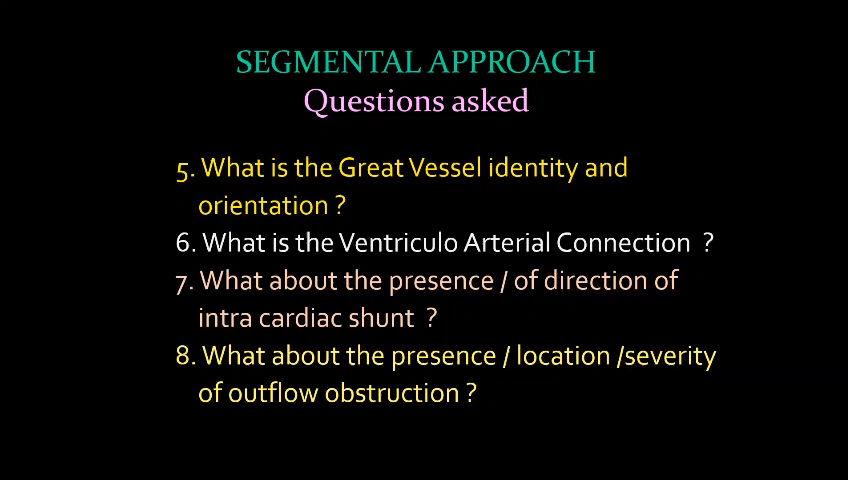 SEGMENTAL APPROACH
Questions asked
5. What is the Great Vessel identity and
orientation ?
6. What is the Ventriculo Arterial Connection ?
7. What about the presence / of direction of
intra cardiac shunt ?
8. What about the presence / location /severity
of outflow obstruction ?